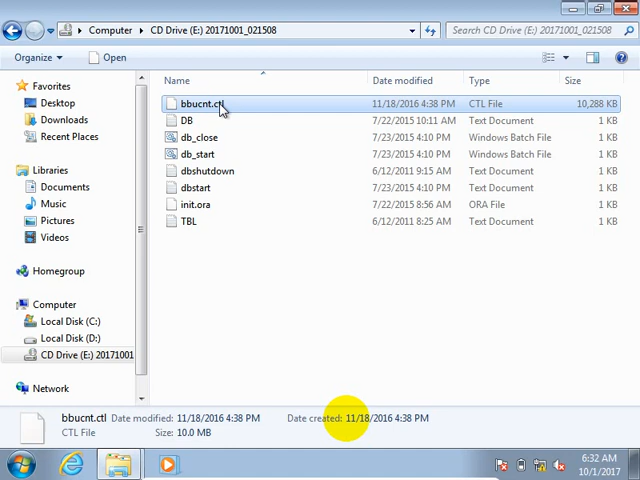 Computer ▸ CD Drive (E:) 20171001_021508
Search CD Drive (E:) 20171001_021508
Organize Open
Name Date modified Type Size
bbucnt.ctl 11/18/2016 4:38 PM CTL File 10,288 KB
DB 7/22/2015 10:11 AM Text Document 1 KB
db_close 7/23/2015 4:10 PM Windows Batch File 1 KB
db_start 7/23/2015 4:10 PM Windows Batch File 1 KB
dbshutdown 6/12/2011 9:15 AM Text Document 1 KB
dbstart 7/23/2015 4:10 PM Text Document 1 KB
init.ora 7/22/2015 8:56 AM ORA File 1 KB
TBL 6/12/2011 8:25 AM Text Document 1 KB
Favorites
Desktop
Downloads
Recent Places
Libraries
Documents
Music
Pictures
Videos
Homegroup
Computer
Local Disk (C:)
Local Disk (D:)
CD Drive (E:) 20171001
Network
bbucnt.ctl Date modified: 11/18/2016 4:38 PM Date created: 11/18/2016 4:38 PM
CTL File Size: 10.0 MB
6:32 AM
10/1/2017